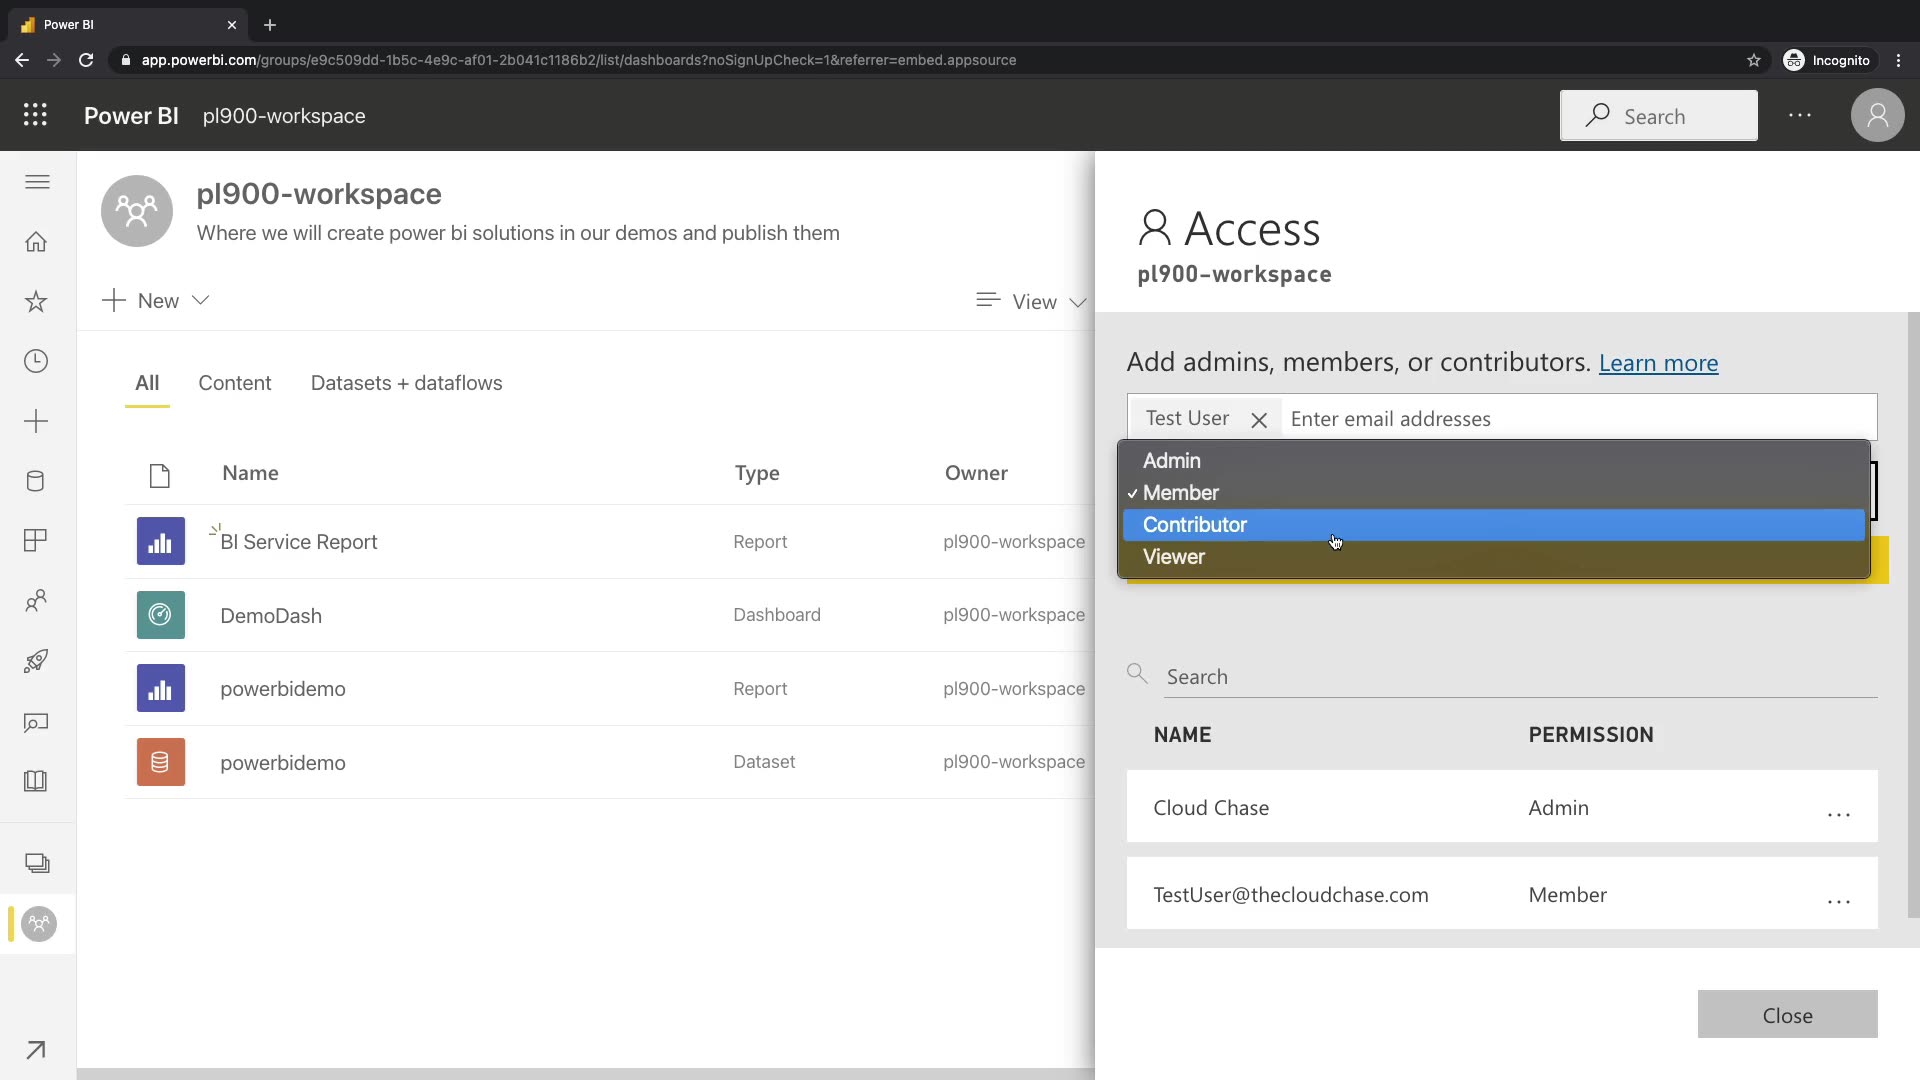 Power BI
app.powerbi.com/groups/e9c509dd-1b5c-4e9c-af01-2b041c1186b2/list/dashboards?noSignUpCheck=1&referrer=embed.appsource
Incognito
Power BI pl900-workspace
Search
pl900-workspace
Where we will create power bi solutions in our demos and publish them
New
View
All Content Datasets + dataflows
Name Type Owner
BI Service Report Report pl900-workspace
DemoDash Dashboard pl900-workspace
powerbidemo Report pl900-workspace
powerbidemo Dataset pl900-workspace
Access
pl900-workspace
Add admins, members, or contributors. Learn more
Test User Enter email addresses
Admin
✓ Member
Contributor
Viewer
Search
NAME PERMISSION
Cloud Chase Admin ...
TestUser@thecloudchase.com Member ...
Close